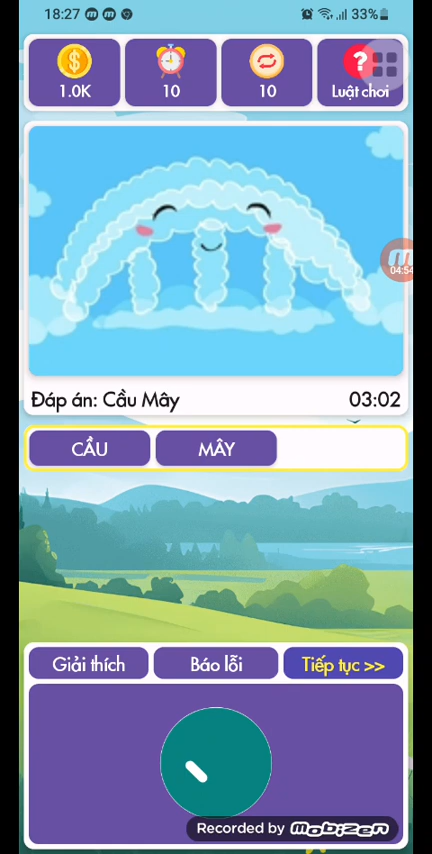 18:27 33%
1.0K 10 10 Luật chơi
04:54
Đáp án: Cầu Mây 03:02
CẦU MÂY
Giải thích Báo lỗi Tiếp tục >>
Recorded by mobizen